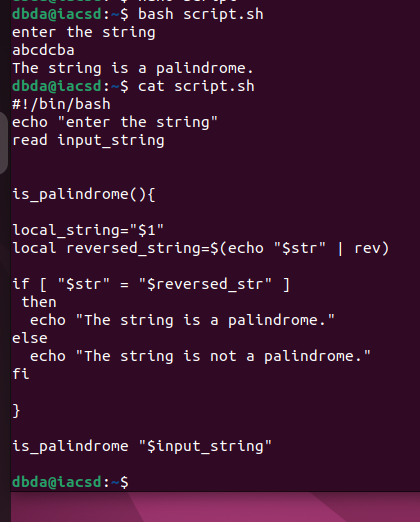 dbda@iacsd:~$ bash script.sh
enter the string
abcdcba
The string is a palindrome.
dbda@iacsd:~$ cat script.sh
#!/bin/bash
echo "enter the string"
read input_string
is_palindrome(){
local_string="$1"
local reversed_string=$(echo "$str" | rev)
if [ "$str" = "$reversed_str" ]
then
echo "The string is a palindrome."
else
echo "The string is not a palindrome."
fi
}
is_palindrome "$input_string"
dbda@iacsd:~$